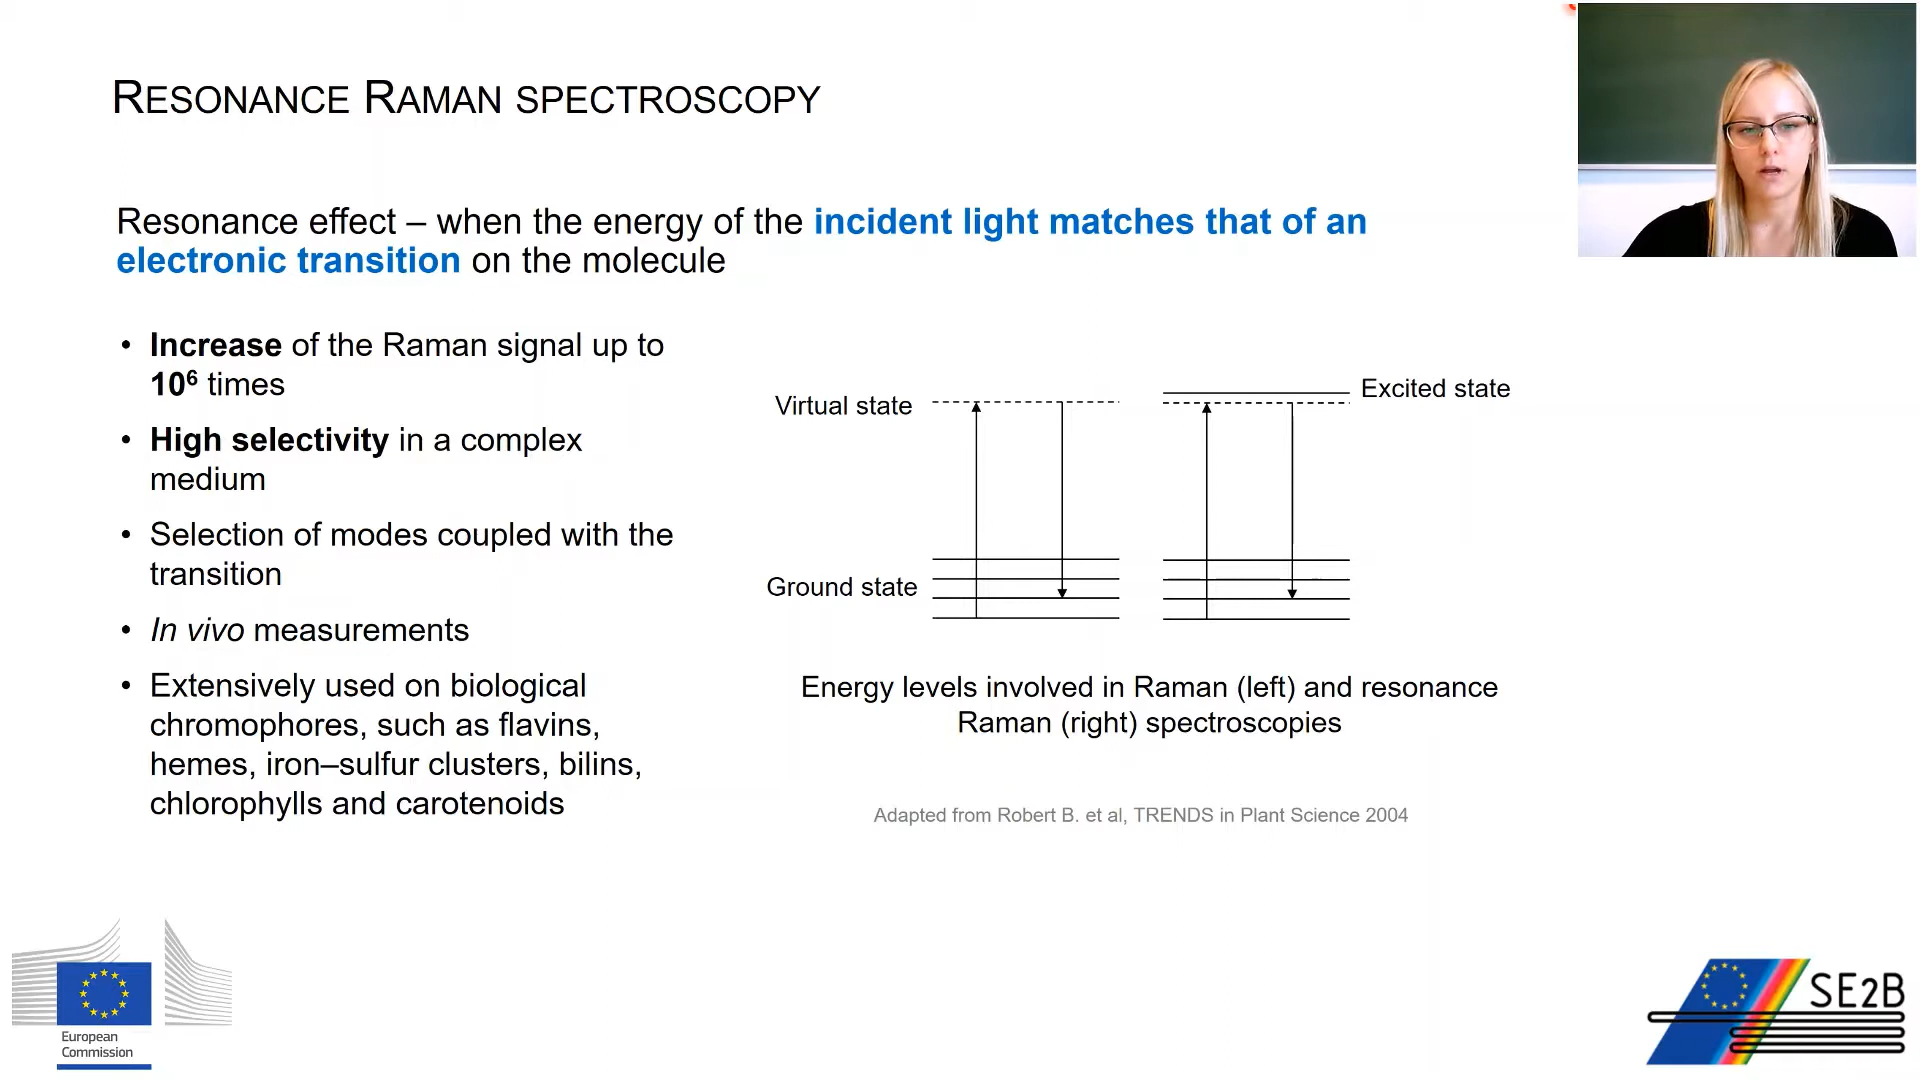 RESONANCE RAMAN SPECTROSCOPY
Resonance effect – when the energy of the incident light matches that of an
electronic transition on the molecule
• Increase of the Raman signal up to
10⁶ times
• High selectivity in a complex
medium
• Selection of modes coupled with the
transition
• In vivo measurements
• Extensively used on biological
chromophores, such as flavins,
hemes, iron–sulfur clusters, bilins,
chlorophylls and carotenoids
Virtual state
Excited state
Ground state
Energy levels involved in Raman (left) and resonance
Raman (right) spectroscopies
Adapted from Robert B. et al, TRENDS in Plant Science 2004
European
Commission
SE2B